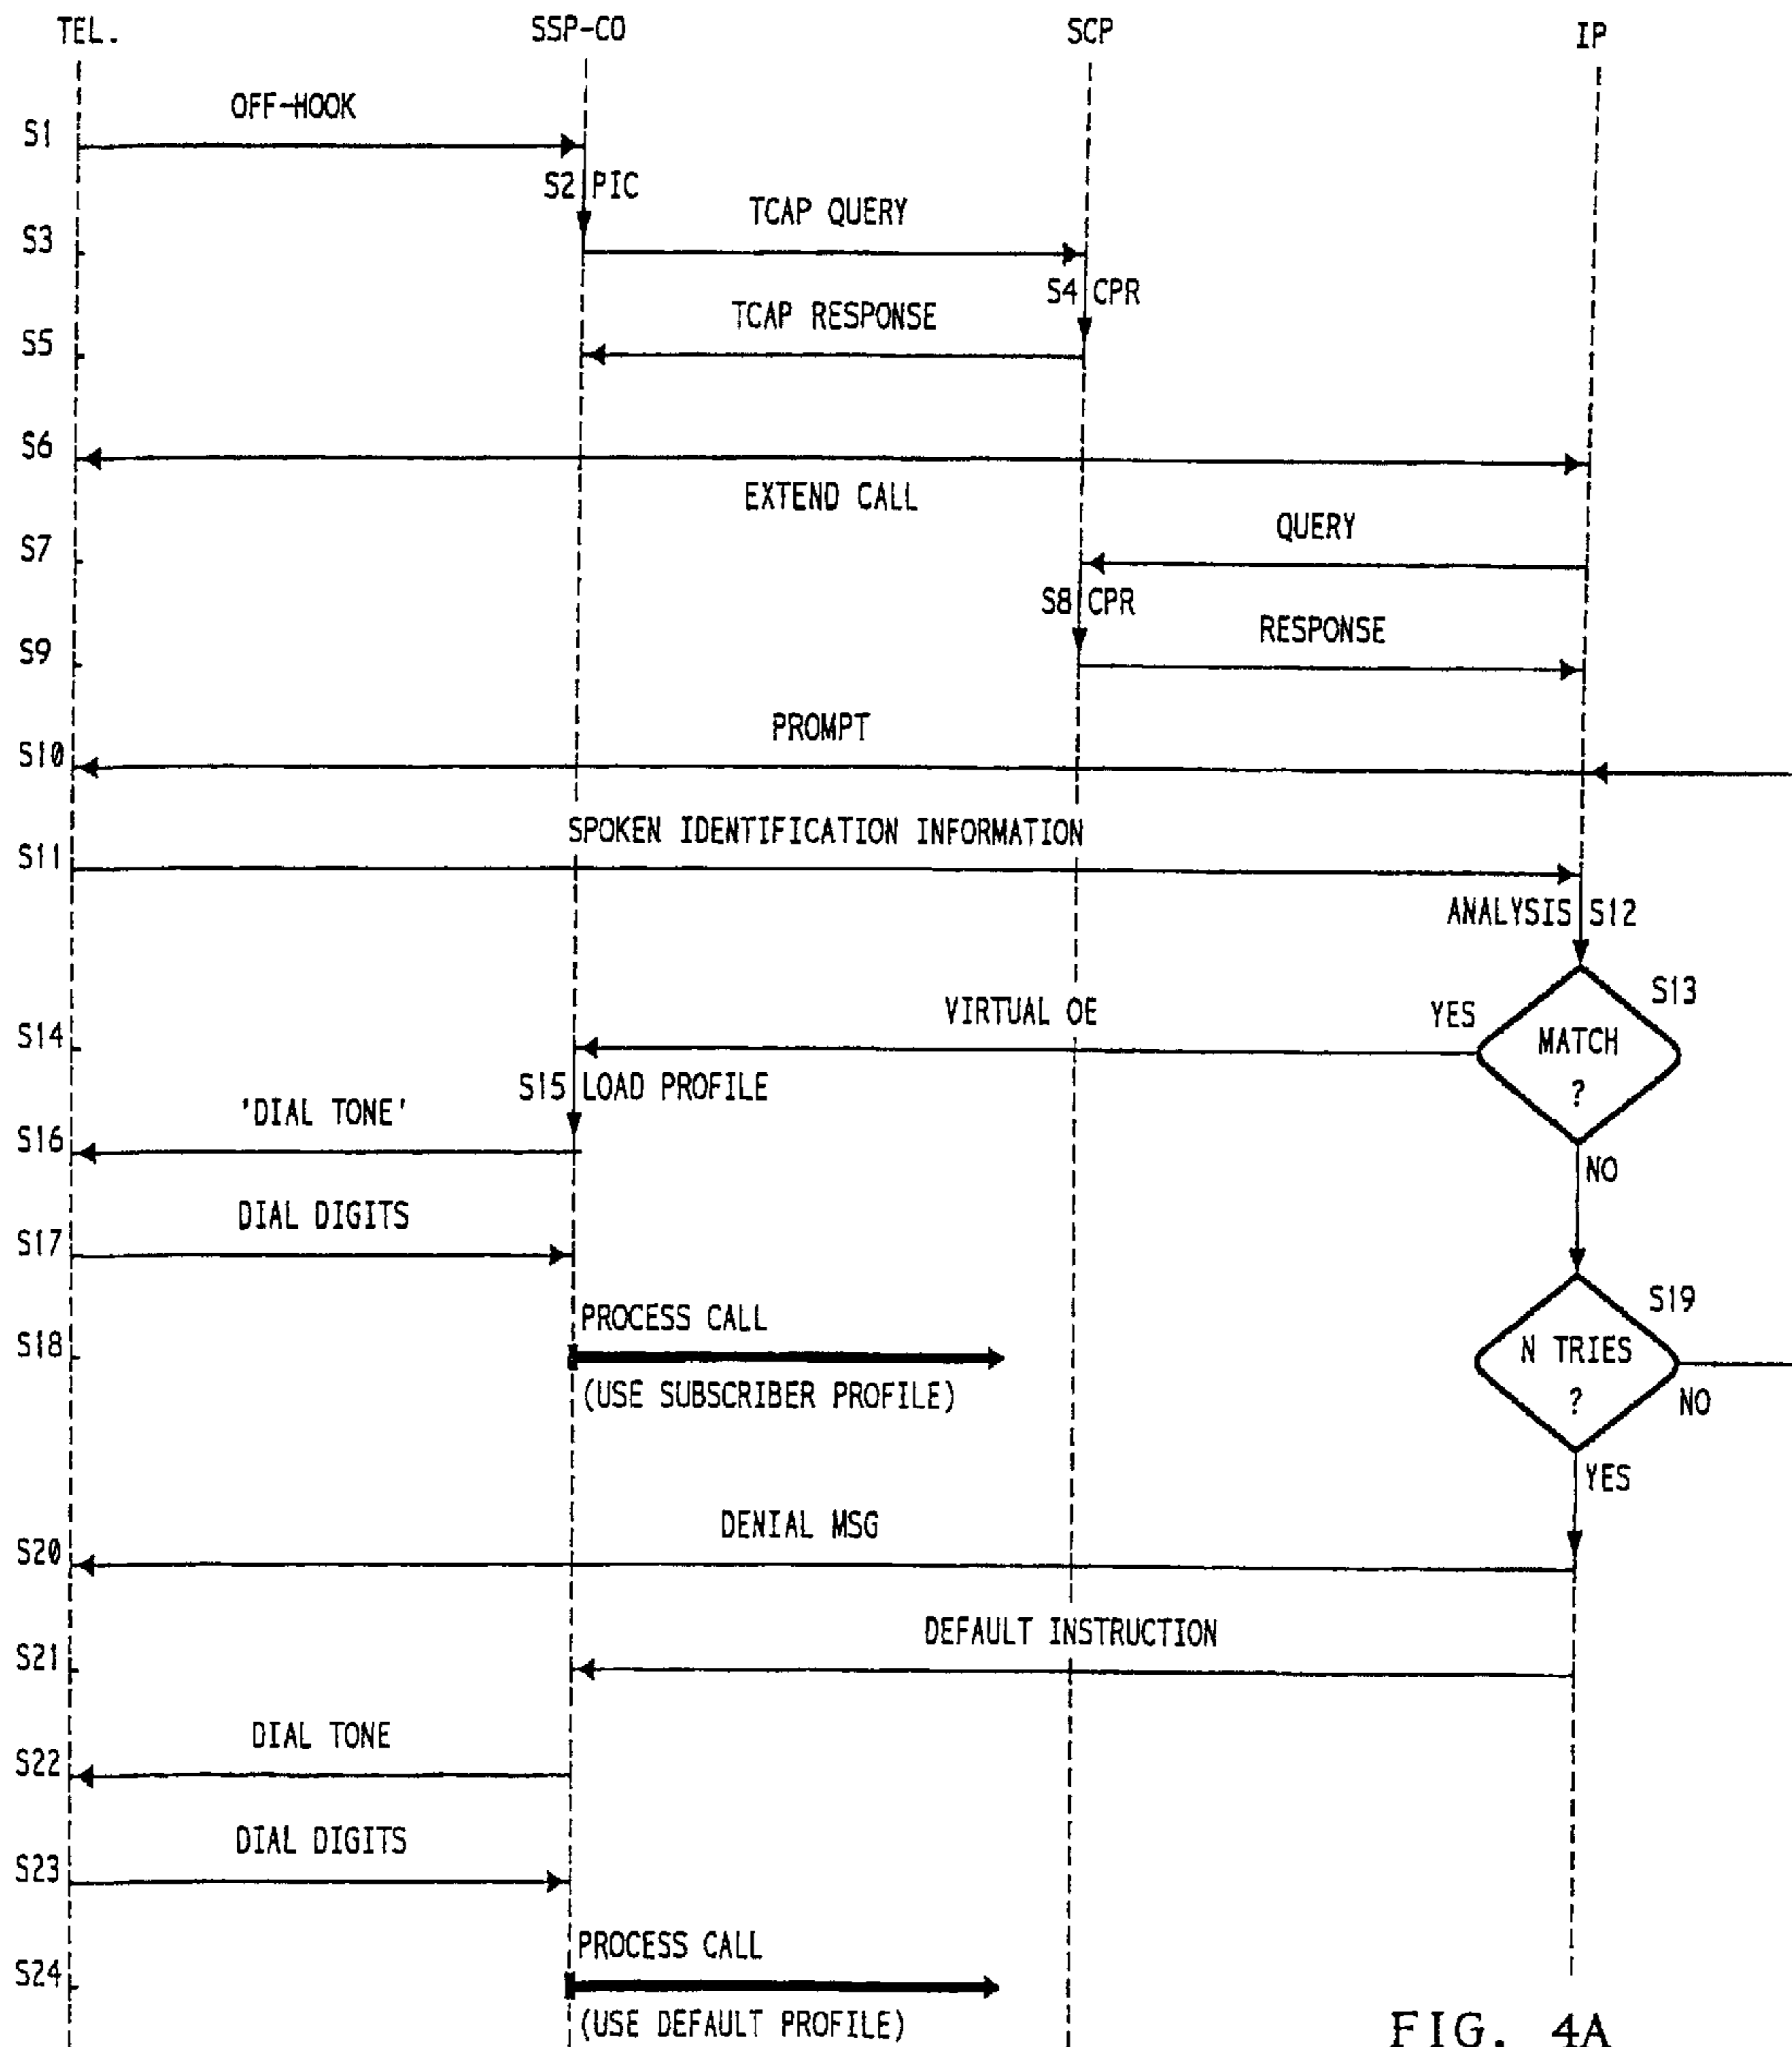 TEL. SSP-CO SCP IP
OFF-HOOK
S1
S2 PIC
TCAP QUERY
S3
S4 CPR
TCAP RESPONSE
S5
S6
EXTEND CALL
QUERY
S7
S8 CPR
RESPONSE
S9
PROMPT
S10
SPOKEN IDENTIFICATION INFORMATION
S11
ANALYSIS S12
S13
VIRTUAL OE YES
S14
MATCH
?
S15 LOAD PROFILE
'DIAL TONE'
S16
NO
DIAL DIGITS
S17
S19
PROCESS CALL
S18
N TRIES
?
(USE SUBSCRIBER PROFILE)
NO
YES
DENIAL MSG
S20
DEFAULT INSTRUCTION
S21
DIAL TONE
S22
DIAL DIGITS
S23
PROCESS CALL
S24
(USE DEFAULT PROFILE)
FIG. 4A